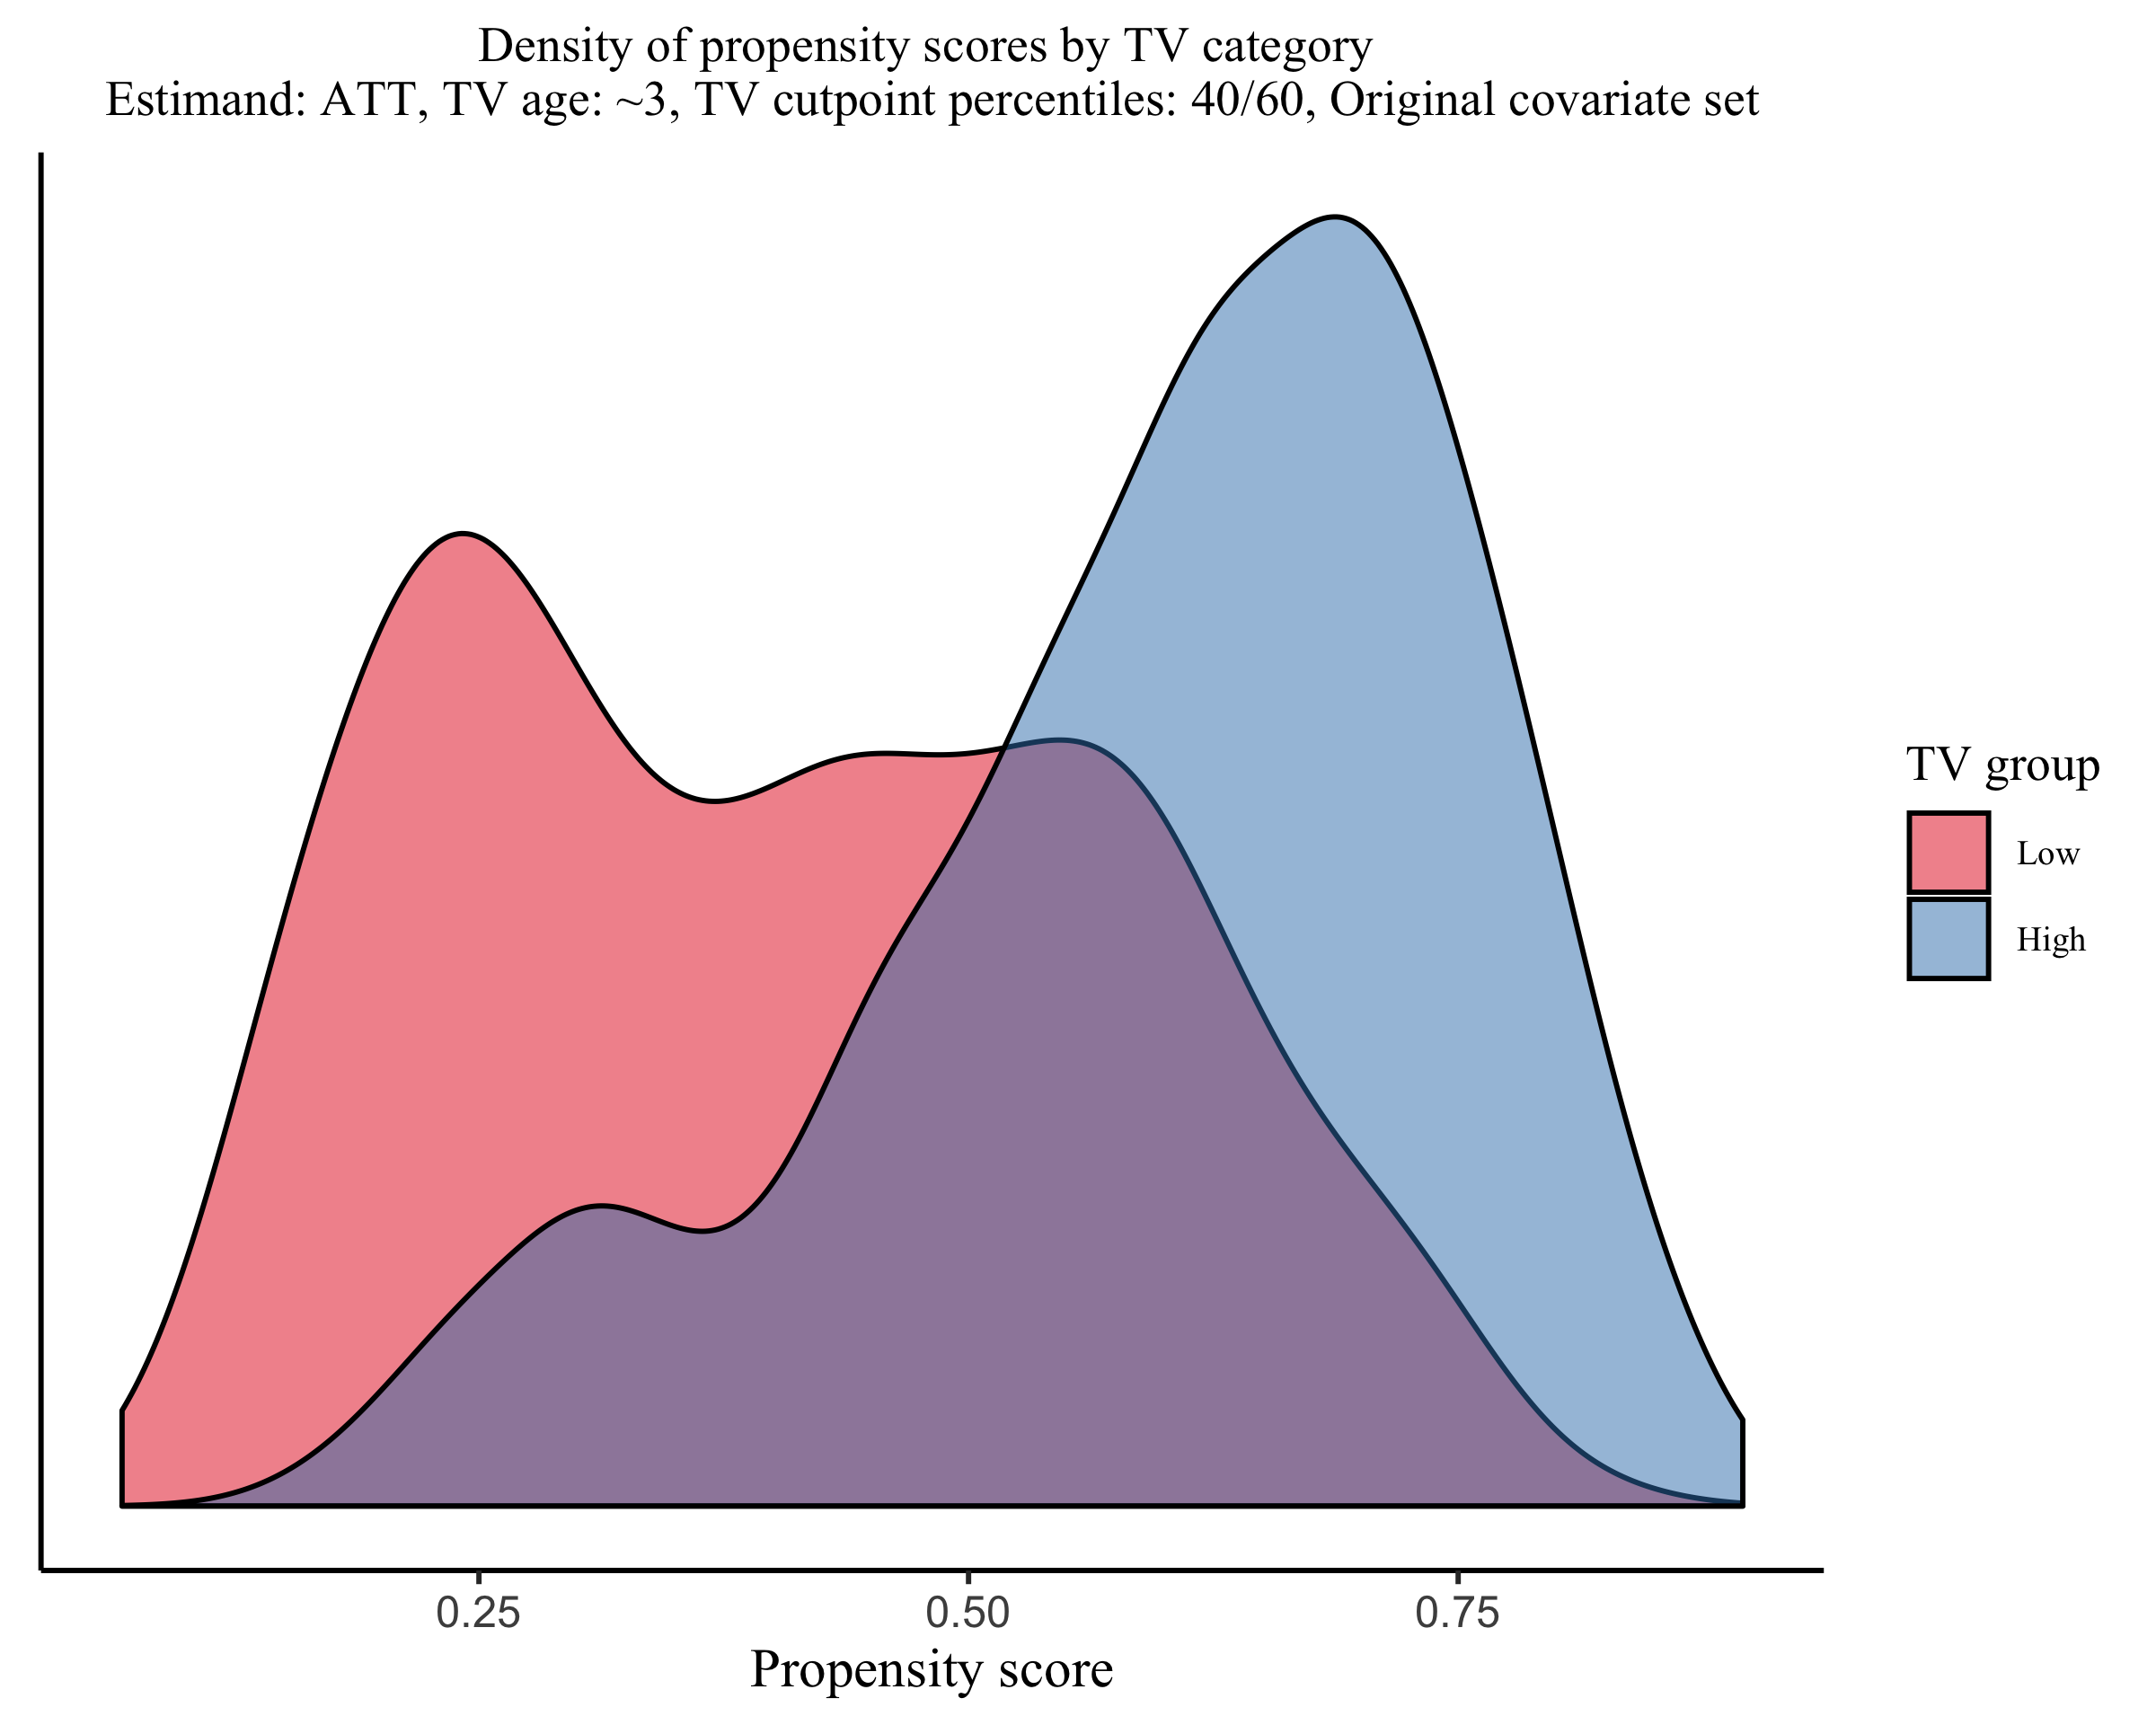 Density of propensity scores by TV category
Estimand: ATT, TV age: ~3, TV cutpoint percentiles: 40/60, Original covariate set
TV group
Low
High
0.25
0.50
0.75
Propensity score